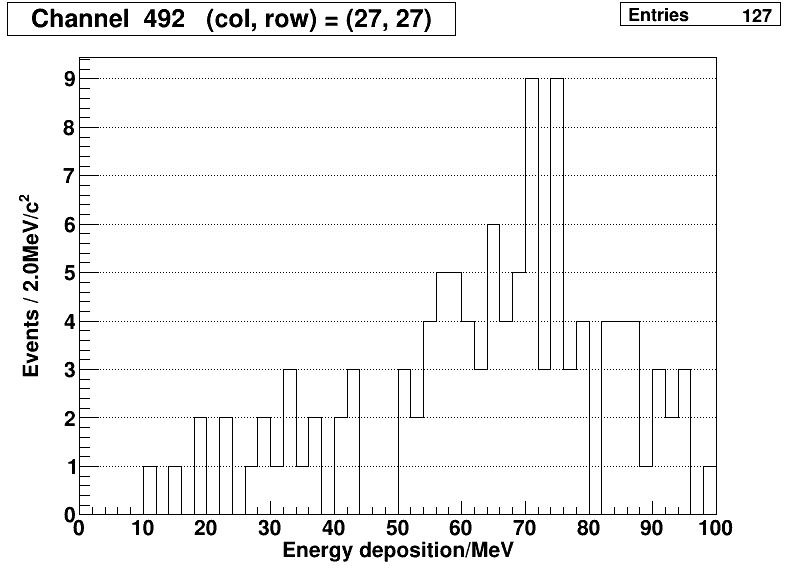 Channel 492 (col, row) = (27, 27)
Entries 127
Events / 2.0MeV/c²
9
8
7
6
5
4
3
2
1
0
0 10 20 30 40 50 60 70 80 90 100
Energy deposition/MeV